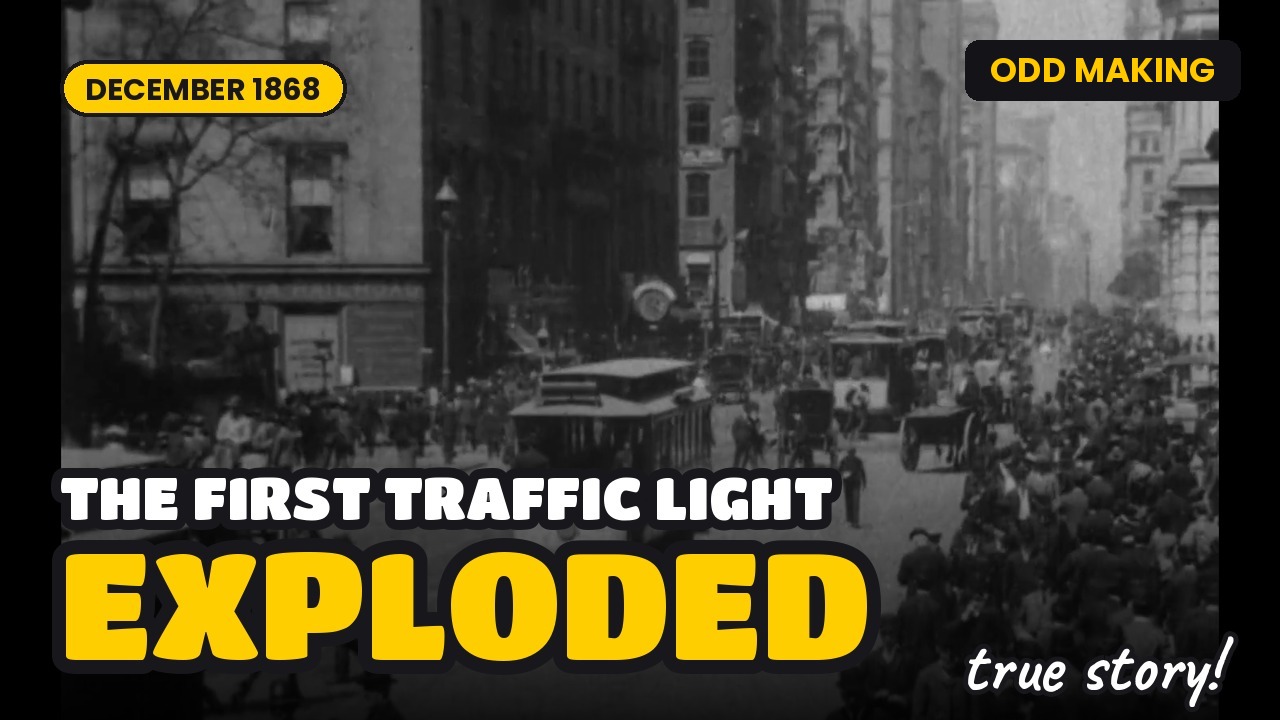 DECEMBER 1868
ODD MAKING
THE FIRST TRAFFIC LIGHT
EXPLODED
true story!